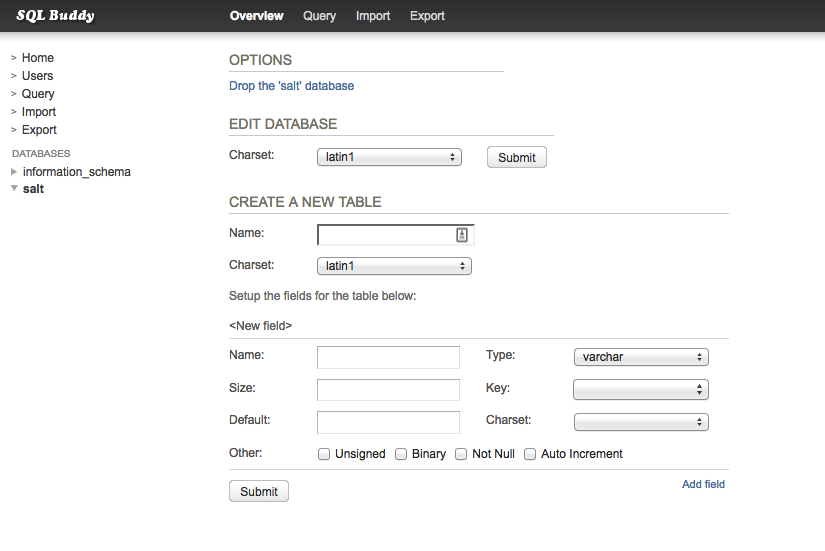 SQL Buddy
Overview Query Import Export
> Home
> Users
> Query
> Import
> Export
DATABASES
information_schema
salt
OPTIONS
Drop the 'salt' database
EDIT DATABASE
Charset: latin1 Submit
CREATE A NEW TABLE
Name:
Charset: latin1
Setup the fields for the table below:
<New field>
Name: Type: varchar
Size: Key:
Default: Charset:
Other: Unsigned Binary Not Null Auto Increment
Submit Add field